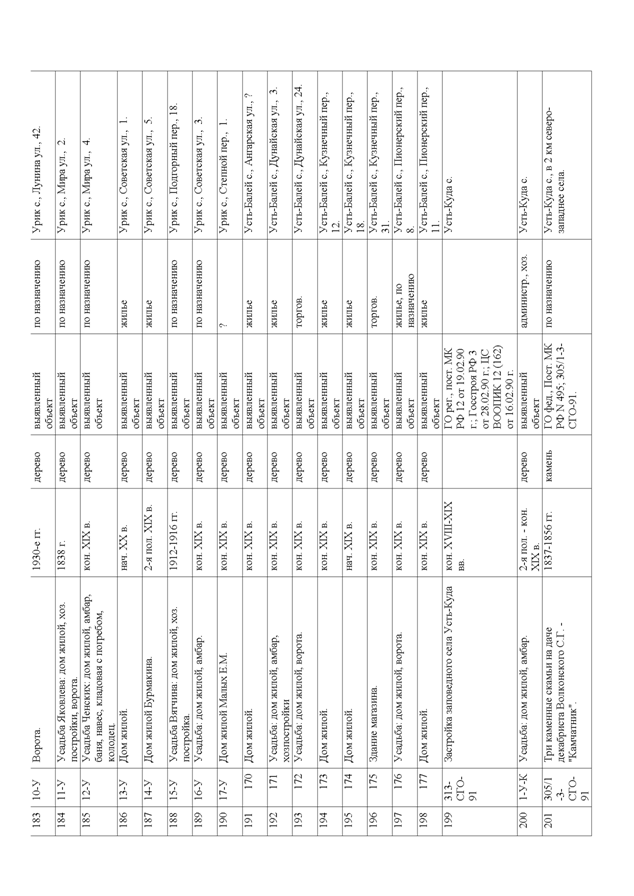 183 10-У Ворота. 1930-е гг. дерево выявленный объект по назначению Урик с., Лунина ул., 42.
184 11-У Усадьба Яковлева: дом жилой, хоз. постройки, ворота. 1838 г. дерево выявленный объект по назначению Урик с., Мира ул., 2.
185 12-У Усадьба Ченских: дом жилой, амбар, баня, навес, кладовая с погребом, колодец. кон. XIX в. дерево выявленный объект по назначению Урик с., Мира ул., 4.
186 13-У Дом жилой. нач. XX в. дерево выявленный объект жилье Урик с., Советская ул., 1.
187 14-У Дом жилой Бурмакина. 2-я пол. XIX в. дерево выявленный объект жилье Урик с., Советская ул., 5.
188 15-У Усадьба Вятчина: дом жилой, хоз. постройка. 1912-1916 гг. дерево выявленный объект по назначению Урик с., Подгорный пер., 18.
189 16-У Усадьба: дом жилой, амбар. кон. XIX в. дерево выявленный объект по назначению Урик с., Советская ул., 3.
190 17-У Дом жилой Малых Е.М. кон. XIX в. дерево выявленный объект ? Урик с., Степной пер., 1.
191 170 Дом жилой. кон. XIX в. дерево выявленный объект жилье Усть-Балей с., Ангарская ул., ?
192 171 Усадьба: дом жилой, амбар, хозпостройки кон. XIX в. дерево выявленный объект жилье Усть-Балей с., Дунайская ул., 3.
193 172 Усадьба: дом жилой, ворота. кон. XIX в. дерево выявленный объект торгов. Усть-Балей с., Дунайская ул., 24.
194 173 Дом жилой. кон. XIX в. дерево выявленный объект жилье Усть-Балей с., Кузнечный пер., 12.
195 174 Дом жилой. нач. XIX в. дерево выявленный объект жилье Усть-Балей с., Кузнечный пер., 18.
196 175 Здание магазина. кон. XIX в. дерево выявленный объект торгов. Усть-Балей с., Кузнечный пер., 31.
197 176 Усадьба: дом жилой, ворота. кон. XIX в. дерево выявленный объект жилье, по назначению Усть-Балей с., Пионерский пер., 8.
198 177 Дом жилой. кон. XIX в. дерево выявленный объект жилье Усть-Балей с., Пионерский пер., 11.
199 313-СГО-91 Застройка заповедного села Усть-Куда кон. XVIII-XIX вв. ГО рег., пост. МК РФ 12 от 19.02.90 г.; Госстроя РФ 3 от 28.02.90 г.; ЦС ВООПИК 12 (162) от 16.02.90 г. Усть-Куда с.
200 1-У-К Усадьба: дом жилой, амбар. 2-я пол. - кон. XIX в. дерево выявленный объект администр., хоз. Усть-Куда с.
201 305/1-3-СГО-91 Три каменные скамьи на даче декабриста Волконского С.Г. - "Камчатник". 1837-1856 гг. камень ГО фед., Пост. МК РФ N 495; 305/1-3-СГО-91. по назначению Усть-Куда с., в 2 км северо-западнее села.